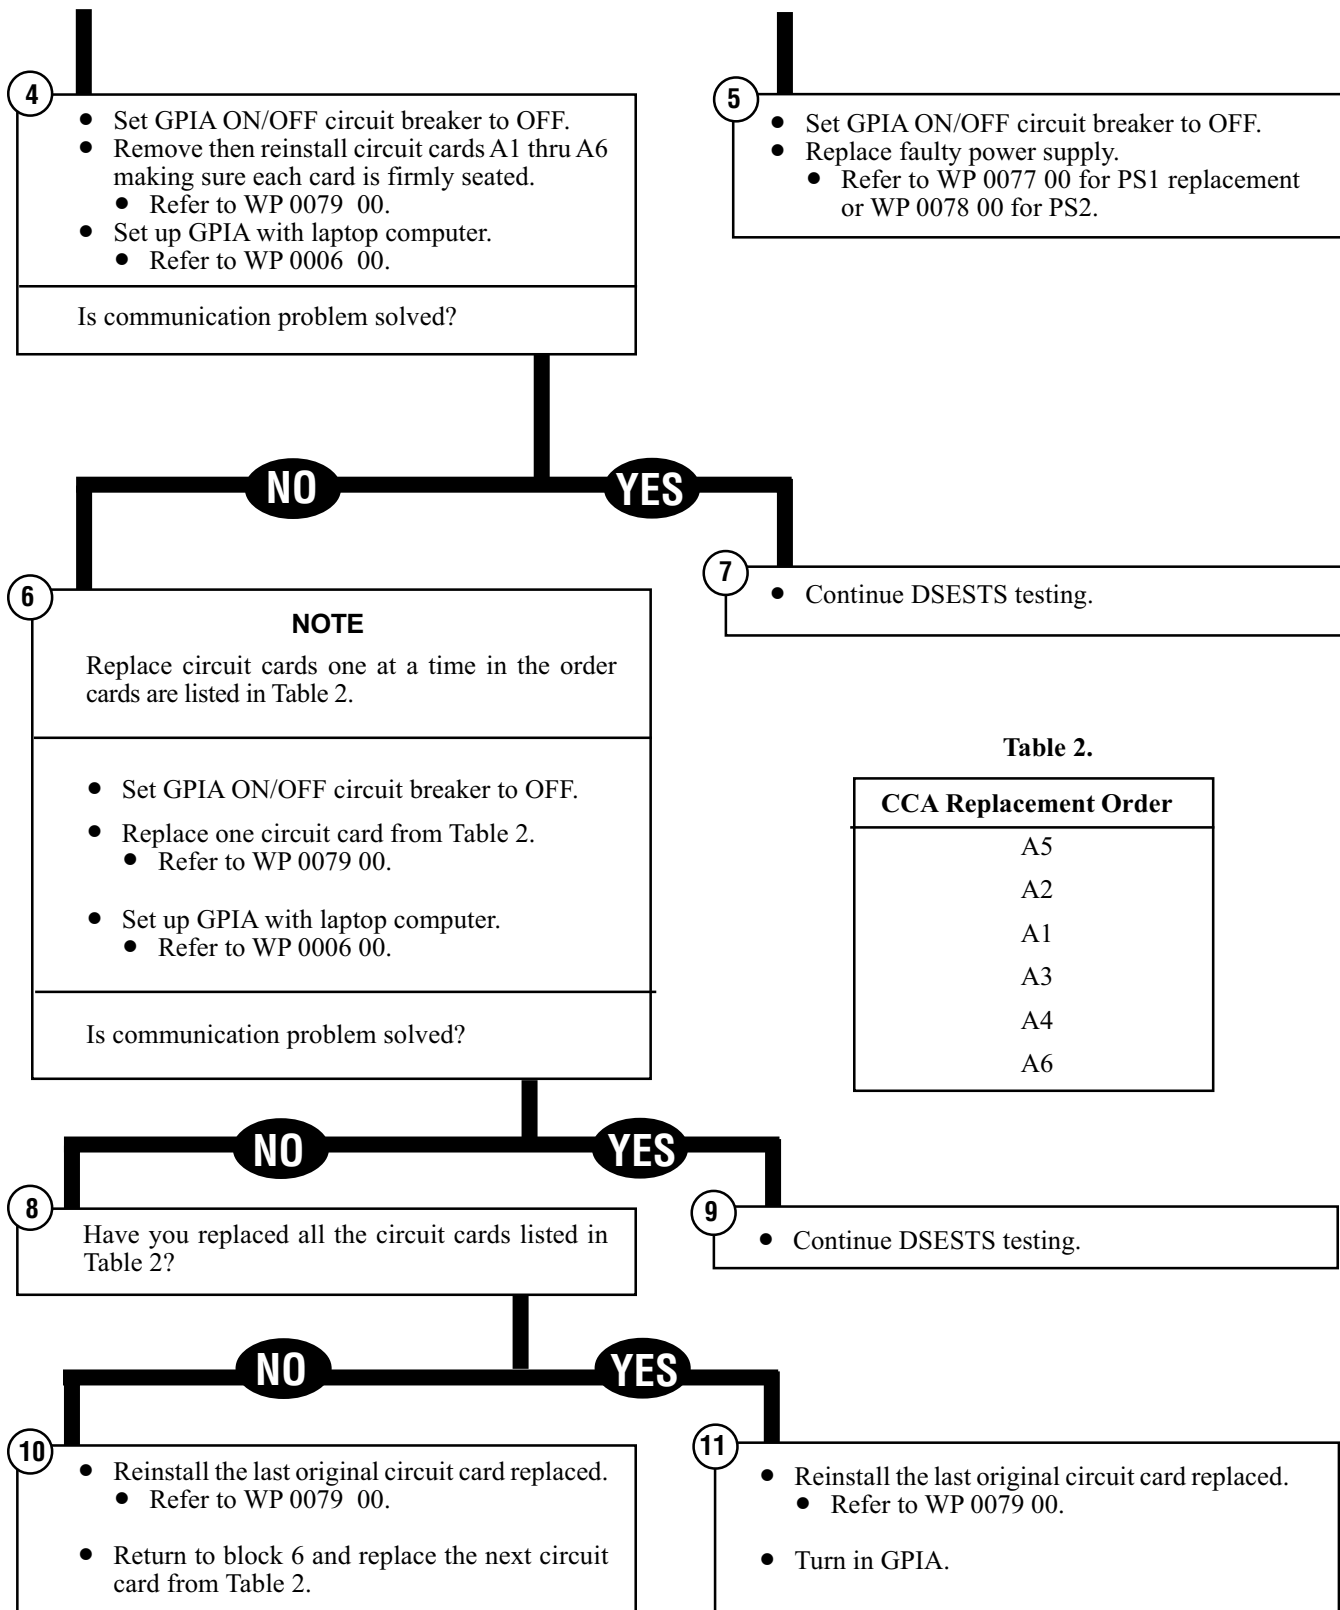 4
• Set GPIA ON/OFF circuit breaker to OFF.
• Remove then reinstall circuit cards A1 thru A6
making sure each card is firmly seated.
• Refer to WP 0079 00.
• Set up GPIA with laptop computer.
• Refer to WP 0006 00.
Is communication problem solved?
5
• Set GPIA ON/OFF circuit breaker to OFF.
• Replace faulty power supply.
• Refer to WP 0077 00 for PS1 replacement
or WP 0078 00 for PS2.
NO
YES
6
NOTE
Replace circuit cards one at a time in the order
cards are listed in Table 2.
• Set GPIA ON/OFF circuit breaker to OFF.
• Replace one circuit card from Table 2.
• Refer to WP 0079 00.
• Set up GPIA with laptop computer.
• Refer to WP 0006 00.
Is communication problem solved?
7
• Continue DSESTS testing.
Table 2.
CCA Replacement Order
A5
A2
A1
A3
A4
A6
NO
YES
8
Have you replaced all the circuit cards listed in
Table 2?
9
• Continue DSESTS testing.
NO
YES
10
• Reinstall the last original circuit card replaced.
• Refer to WP 0079 00.
• Return to block 6 and replace the next circuit
card from Table 2.
11
• Reinstall the last original circuit card replaced.
• Refer to WP 0079 00.
• Turn in GPIA.